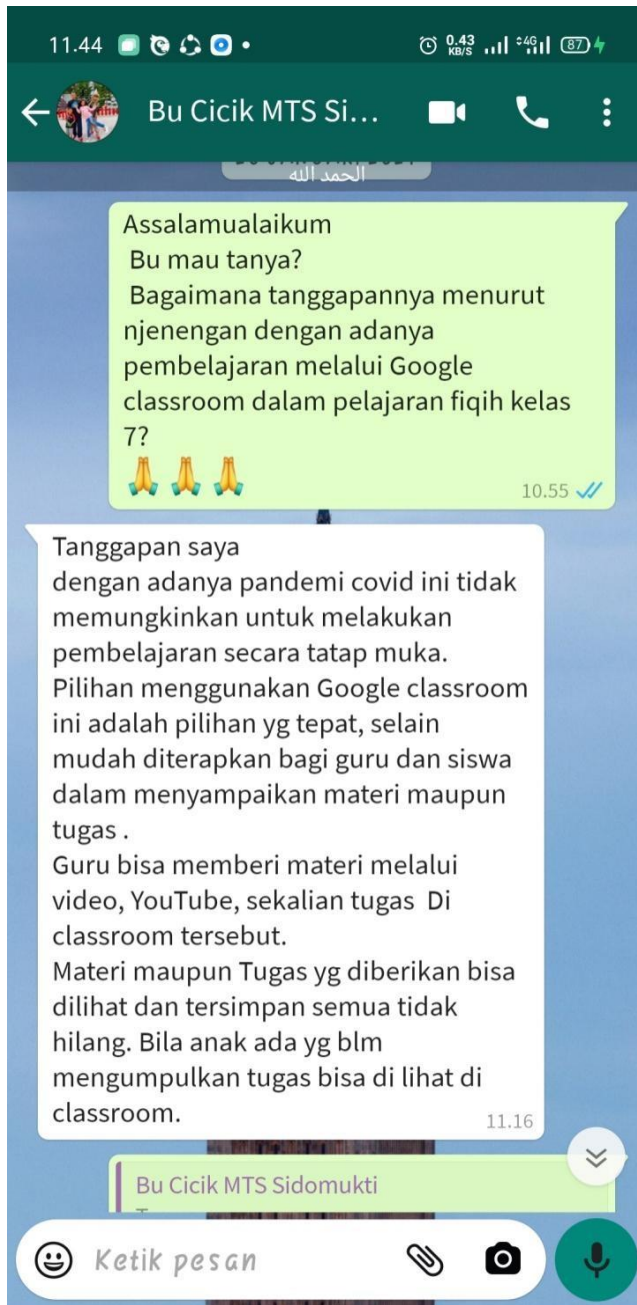 11.44 0.43 KB/S 4G 87
Bu Cicik MTS Si...
الحمد الله
Assalamualaikum
Bu mau tanya?
Bagaimana tanggapannya menurut
njenengan dengan adanya
pembelajaran melalui Google
classroom dalam pelajaran fiqih kelas
7?
10.55
Tanggapan saya
dengan adanya pandemi covid ini tidak
memungkinkan untuk melakukan
pembelajaran secara tatap muka.
Pilihan menggunakan Google classroom
ini adalah pilihan yg tepat, selain
mudah diterapkan bagi guru dan siswa
dalam menyampaikan materi maupun
tugas .
Guru bisa memberi materi melalui
video, YouTube, sekalian tugas Di
classroom tersebut.
Materi maupun Tugas yg diberikan bisa
dilihat dan tersimpan semua tidak
hilang. Bila anak ada yg blm
mengumpulkan tugas bisa di lihat di
classroom.
11.16
Bu Cicik MTS Sidomukti
Ketik pesan